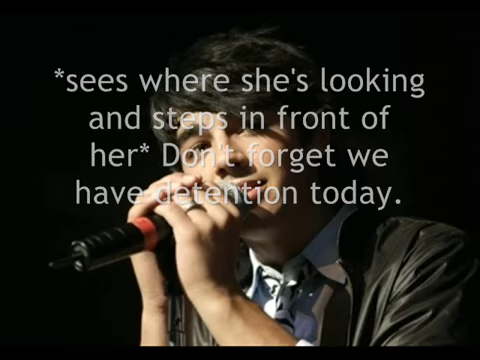 *sees where she's looking
and steps in front of
her* Don't forget we
have detention today.